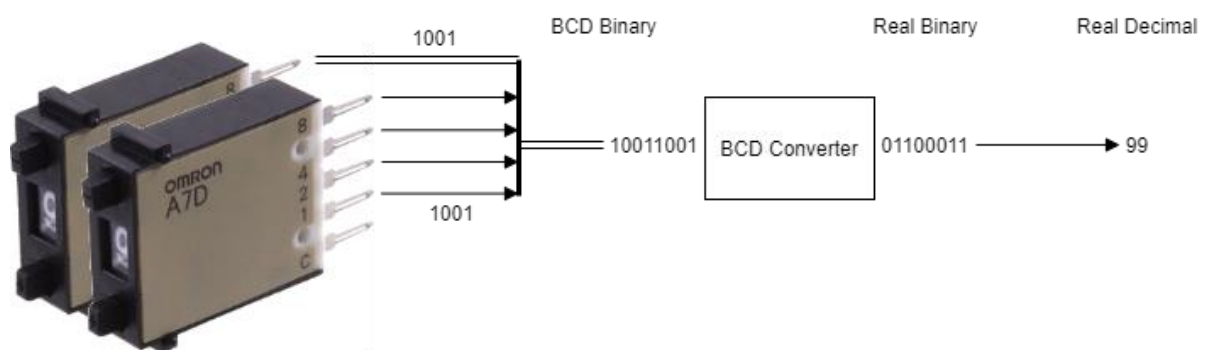 BCD Binary
Real Binary
Real Decimal
1001
8
8
4
2
1
C
OMRON
A7D
10011001
BCD Converter
01100011
99
1001